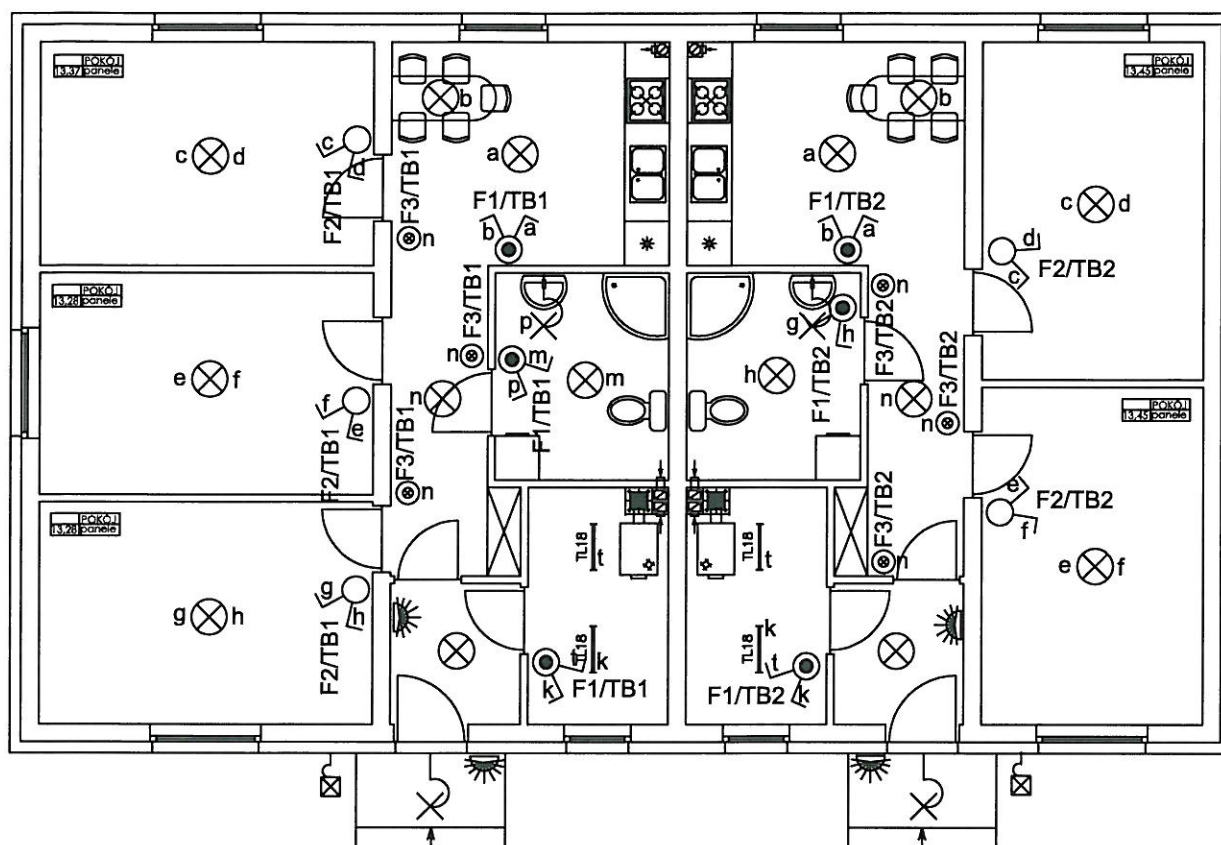 POKÓJ
13,37 panele
c
d
c
d
F2/TB1
b
a
F1/TB1
b
a
F3/TB1
n
POKÓJ
13,28 panele
e
f
f
e
F2/TB1
F3/TB1
n
n
F3/TB1
n
p
m
p
F1/TB1
m
POKÓJ
13,28 panele
g
h
g
h
F2/TB1
TL18
t
TL18
t
k
k
F1/TB1
b
a
F1/TB2
b
a
n
F3/TB2
g
h
F1/TB2
h
n
n
F3/TB2
F3/TB2
n
TL18
t
TL18
k
t
k
F1/TB2
POKÓJ
13,45 panele
c
d
d
c
F2/TB2
POKÓJ
13,45 panele
e
f
F2/TB2
e
f